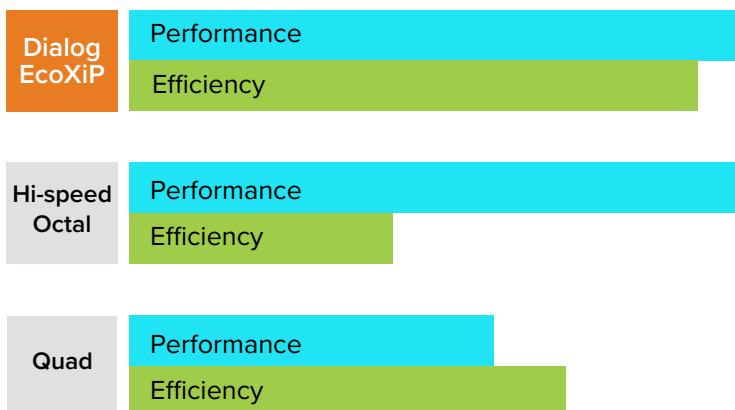 Dialog
EcoXiP
Performance
Efficiency
Hi-speed
Octal
Performance
Efficiency
Quad
Performance
Efficiency